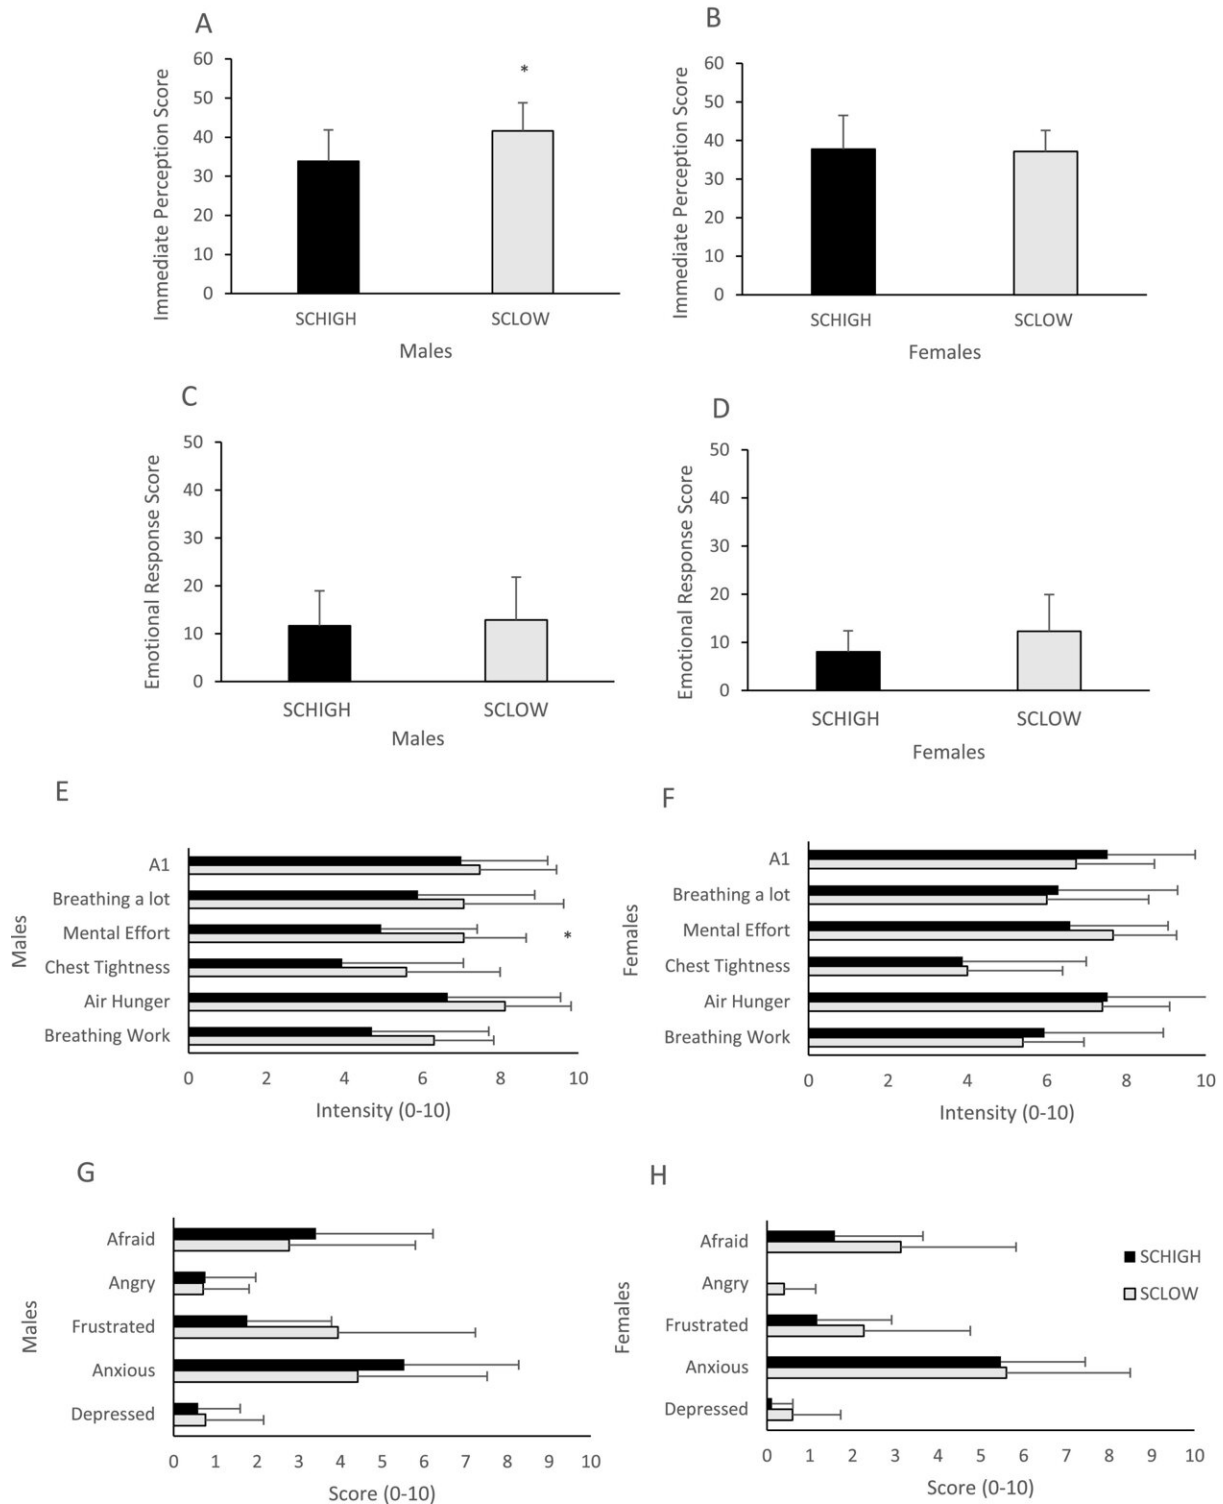 A
Immediate Perception Score
60
50
40
30
20
10
0
*
SCHIGH SCLOW
Males
B
Immediate Perception Score
60
50
40
30
20
10
0
SCHIGH SCLOW
Females
C
Emotional Response Score
50
40
30
20
10
0
SCHIGH SCLOW
Males
D
Emotional Response Score
50
40
30
20
10
0
SCHIGH SCLOW
Females
E
Males
A1
Breathing a lot
Mental Effort
*
Chest Tightness
Air Hunger
Breathing Work
0 2 4 6 8 10
Intensity (0-10)
F
Females
A1
Breathing a lot
Mental Effort
Chest Tightness
Air Hunger
Breathing Work
0 2 4 6 8 10
Intensity (0-10)
G
Males
Afraid
Angry
Frustrated
Anxious
Depressed
0 1 2 3 4 5 6 7 8 9 10
Score (0-10)
H
Females
Afraid
Angry
Frustrated
Anxious
Depressed
0 1 2 3 4 5 6 7 8 9 10
Score (0-10)
SCHIGH
SCLOW